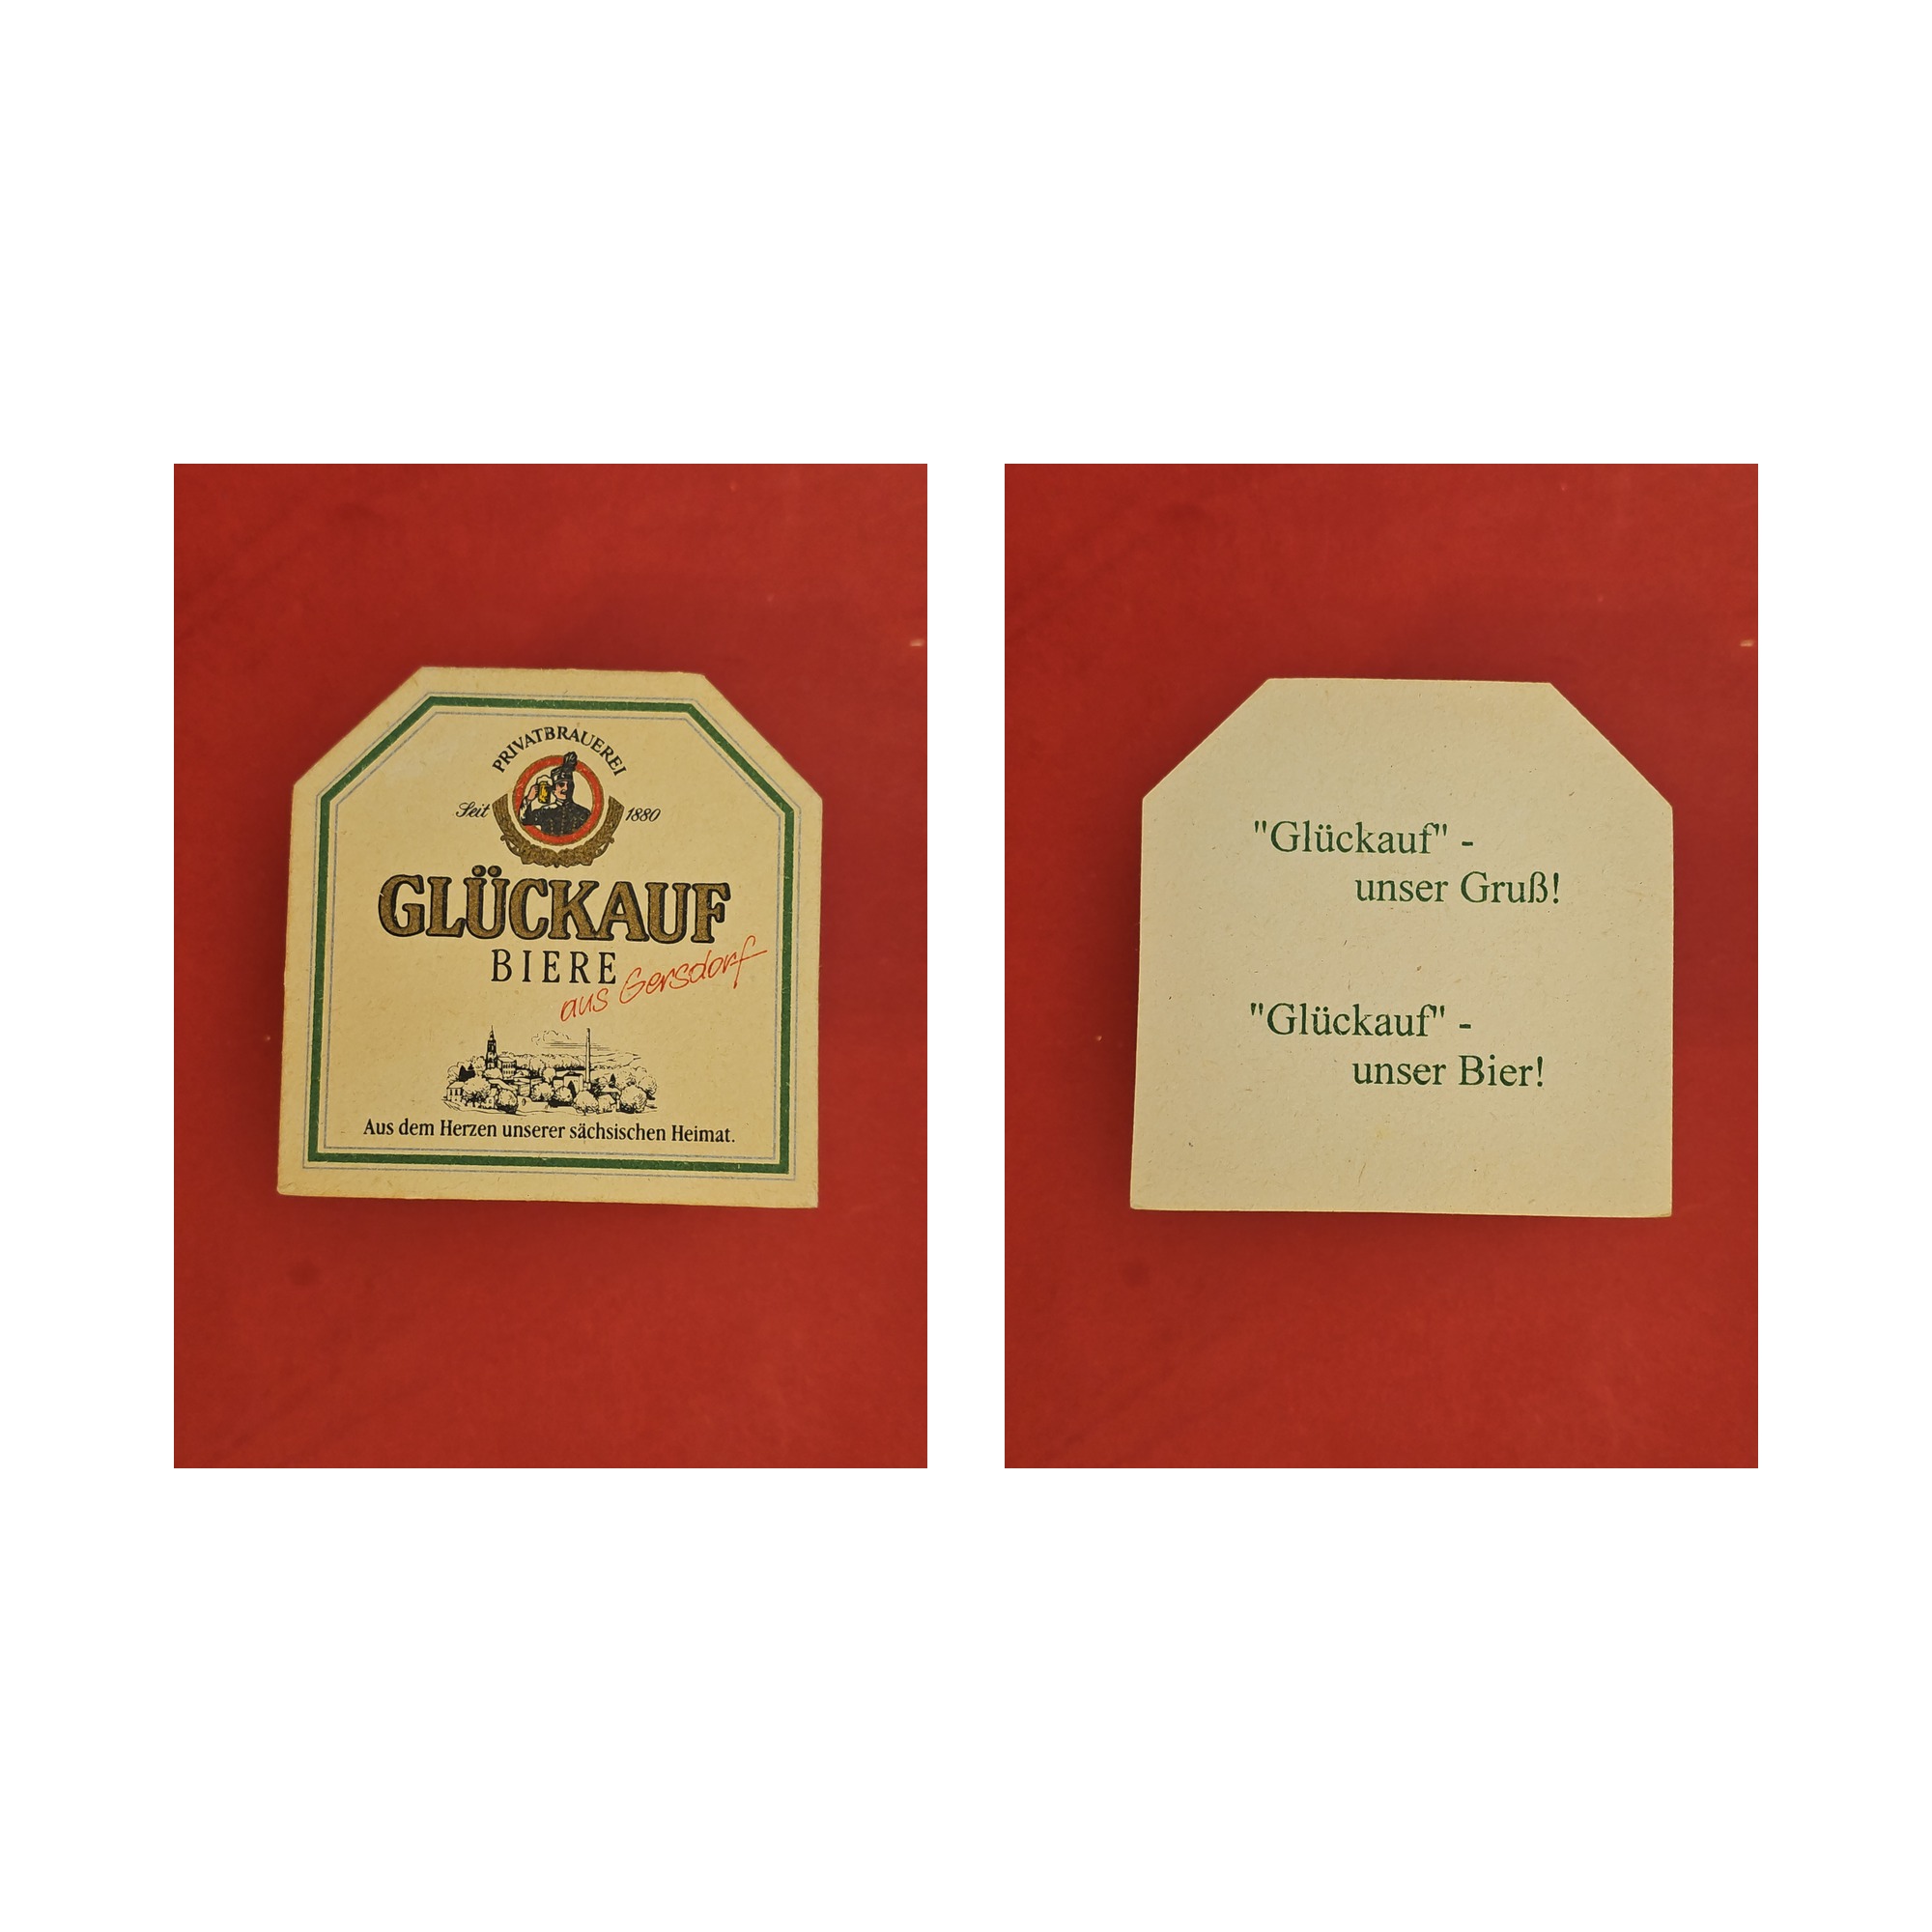 PRIVATBRAUEREI
Seit 1880
GLÜCKAUF
BIERE
aus Gersdorf
Aus dem Herzen unserer sächsischen Heimat.
"Glückauf" -
unser Gruß!
"Glückauf" -
unser Bier!